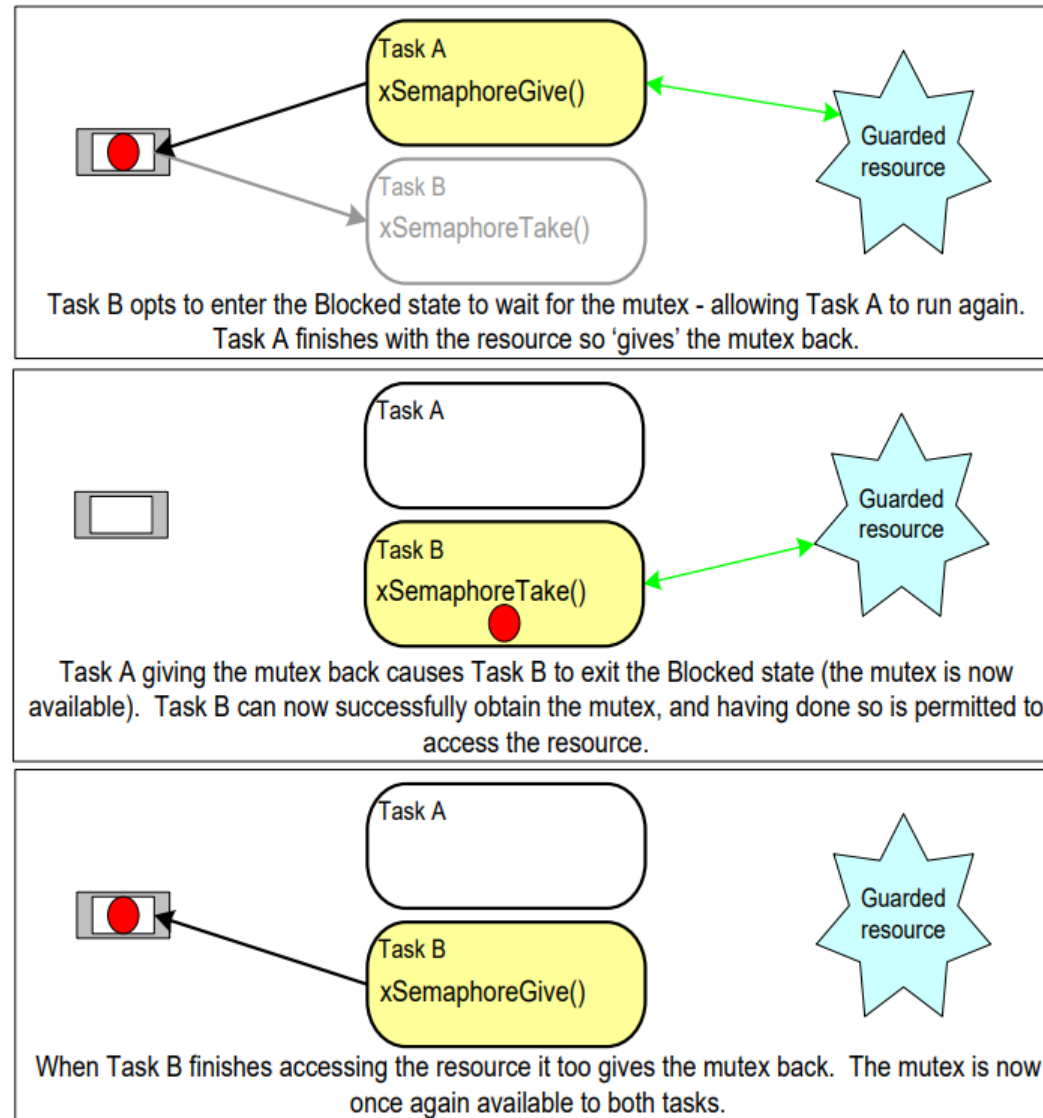 Task A
xSemaphoreGive()
Guarded
resource
Task B
xSemaphoreTake()
Task B opts to enter the Blocked state to wait for the mutex - allowing Task A to run again.
Task A finishes with the resource so ‘gives’ the mutex back.
Task A
Guarded
resource
Task B
xSemaphoreTake()
Task A giving the mutex back causes Task B to exit the Blocked state (the mutex is now
available). Task B can now successfully obtain the mutex, and having done so is permitted to
access the resource.
Task A
Guarded
resource
Task B
xSemaphoreGive()
When Task B finishes accessing the resource it too gives the mutex back. The mutex is now
once again available to both tasks.